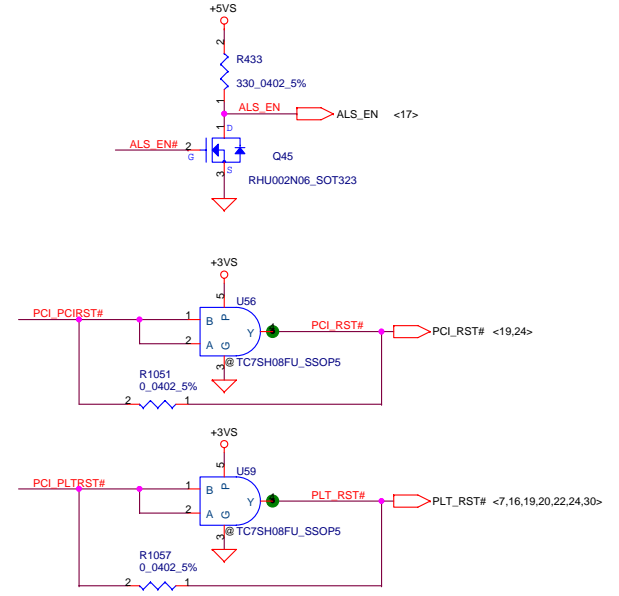 +5VS
2
R433
330_0402_5%
1
ALS_EN
ALS_EN <17>
1
D
ALS_EN# 2
G
Q45
S
3
RHU002N06_SOT323
+3VS
5
U56
PCI_PCIRST#
1
B
P
Y
PCI_RST#
PCI_RST# <19,24>
2
A
G
3
@ TC7SH08FU_SSOP5
R1051
0_0402_5%
2
1
+3VS
5
U59
PCI_PLTRST#
1
B
P
Y
PLT_RST#
PLT_RST# <7,16,19,20,22,24,30>
2
A
G
3
@ TC7SH08FU_SSOP5
R1057
0_0402_5%
2
1